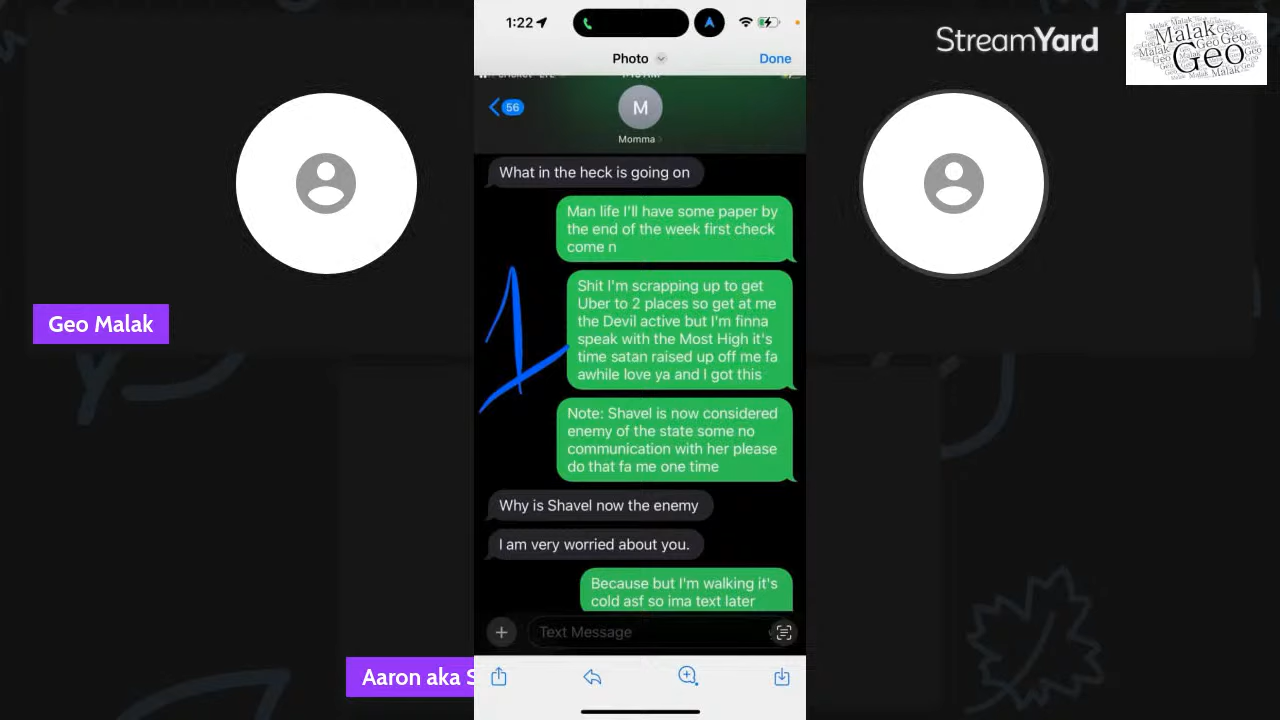 1:22
StreamYard
Malak
Geo
Photo
Done
56
M
Momma
What in the heck is going on
Man life I'll have some paper by
the end of the week first check
come n
Shit I'm scrapping up to get
Uber to 2 places so get at me
the Devil active but I'm finna
speak with the Most High it's
time satan raised up off me fa
awhile love ya and I got this
1
Note: Shavel is now considered
enemy of the state some no
communication with her please
do that fa me one time
Why is Shavel now the enemy
I am very worried about you.
Because but I'm walking it's
cold asf so ima text later
Text Message
Geo Malak
Aaron aka S